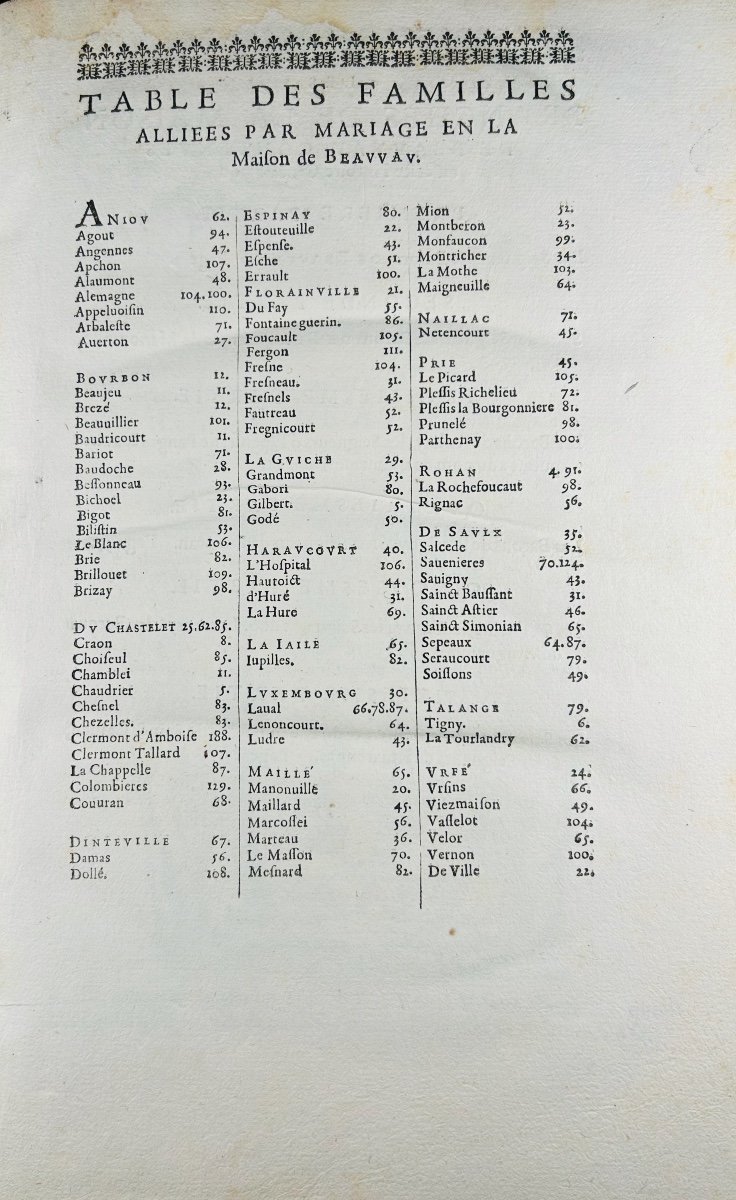 TABLE DES FAMILLES
ALLIEES PAR MARIAGE EN LA
Maiſon de BEAVVAV.
ANIOV 62.
Agout 94.
Angennes 47.
Apchon 107.
Alaumont 48.
Alemagne 104.100.
Appeluoiſin 110.
Arbaleſte 71.
Auerton 27.
BOVRBON 12.
Beaujeu 11.
Brezé 12.
Beauuillier 101.
Baudricourt 11.
Bariot 71.
Baudoche 28.
Beſſonneau 93.
Bichoel 23.
Bigot 81.
Biliſtin 53.
Le Blanc 106.
Brie 82.
Brillouet 109.
Brizay 98.
DV CHASTELET 25.62.85.
Craon 8.
Choiſeul 85.
Chamblei 11.
Chaudrier 5.
Cheſnel 83.
Chezelles. 83.
Clermont d'Amboiſe 188.
Clermont Tallard 107.
La Chappelle 87.
Colombieres 129.
Couuran 68.
DINTEVILLE 67.
Damas 56.
Dollé. 108.
ESPINAY 80.
Eſtouteuille 22.
Eſpenſe. 43.
Eſche 51.
Errault 100.
FLORAINVILLE 21.
Du Fay 55.
Fontaine guerin. 86.
Foucault 105.
Fergon 111.
Freſne 104.
Freſneau. 31.
Freſnels 43.
Fautreau 52.
Fregnicourt 52.
LA GVICHE 29.
Grandmont 53.
Gabori 80.
Gilbert. 5.
Godé 50.
HARAVCOVRT 40.
L'Hoſpital 106.
Hautoict 44.
d'Huré 31.
La Hure 69.
LA IAILE 65.
Iupilles. 82.
LVXEMBOVRG 30.
Laual 66.78.87.
Lenoncourt. 64.
Ludre 43.
MAILLÉ 65.
Manonuille 20.
Maillard 45.
Marcoſſei 56.
Marteau 36.
Le Maſſon 70.
Meſnard 82.
Mion 52.
Montberon 23.
Monfaucon 99.
Montricher 34.
La Mothe 103.
Maigneuille 64.
NAILLAC 71.
Netencourt 45.
PRIE 45.
Le Picard 105.
Pleſſis Richelieu 72.
Pleſſis la Bourgonniere 81.
Prunelé 98.
Parthenay 100.
ROHAN 4.91.
La Rochefoucaut 98.
Rignac 56.
DE SAVLX 35.
Salcede 52.
Sauenieres 70.124.
Sauigny 43.
Sainct Bauſſant 31.
Sainct Aſtier 46.
Sainct Simonian 65.
Sepeaux 64.87.
Seraucourt 79.
Soiſſons 49.
TALANGE 79.
Tigny. 6.
La Tourlandry 62.
VRFÉ 24.
Vrſins 66.
Viezmaiſon 49.
Vaſſelot 104.
Velor 65.
Vernon 100.
De Ville 22.